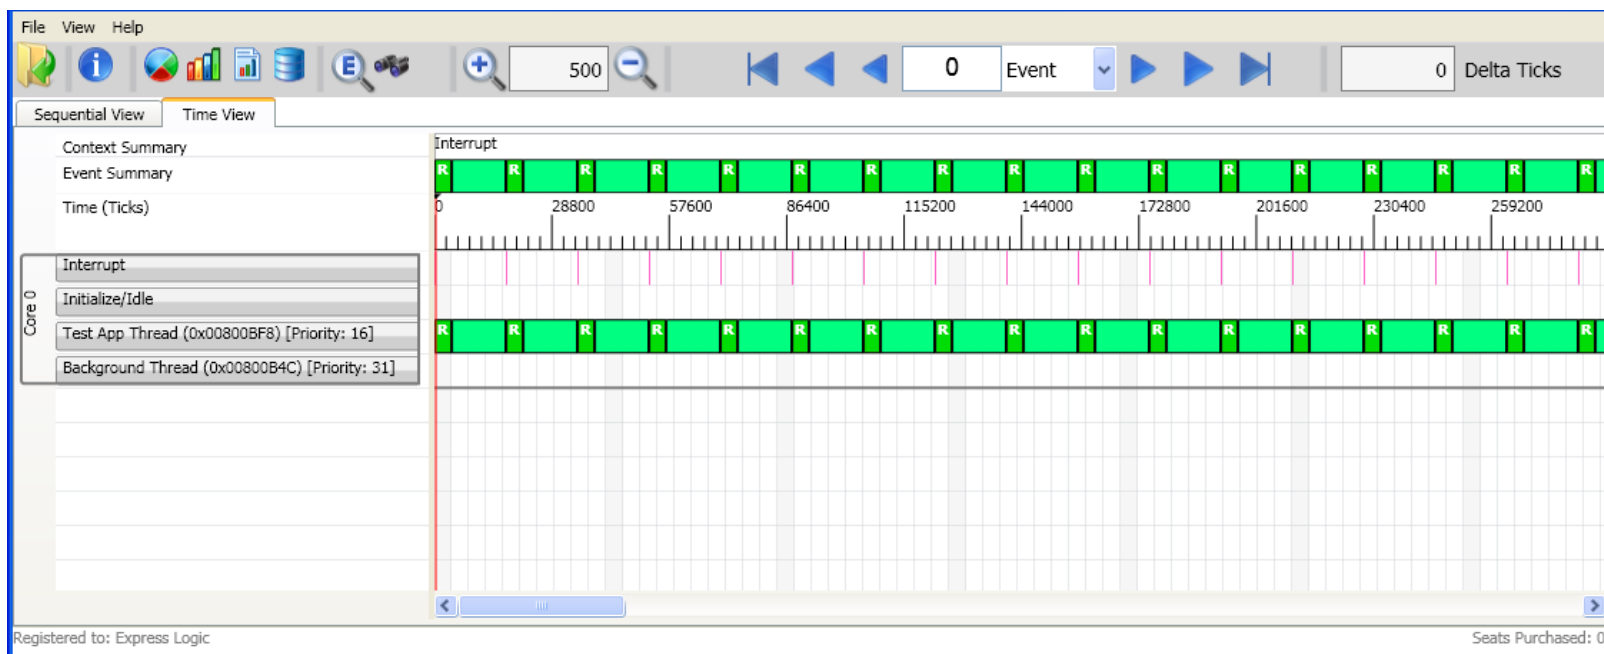 File View Help
E 500 0 Event 0 Delta Ticks
Sequential View Time View
Context Summary Interrupt
Event Summary R R R R R R R R R R R R R R R R R
Time (Ticks) 0 28800 57600 86400 115200 144000 172800 201600 230400 259200
Core 0
Interrupt
Initialize/Idle
Test App Thread (0x00800BF8) [Priority: 16] R R R R R R R R R R R R R R R R R
Background Thread (0x00800B4C) [Priority: 31]
Registered to: Express Logic Seats Purchased: 0